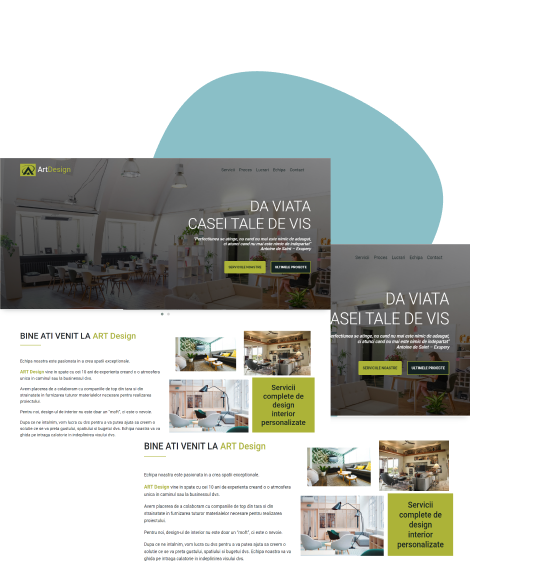 ArtDesign
Servicii Proces Lucrari Echipa Contact
DA VIATA
CASEI TALE DE VIS
"Perfectiunea se atinge, nu cand nu mai este nimic de adaugat,
ci atunci cand nu mai este nimic de indepartat"
Antoine de Saint – Exupery
SERVICIILE NOASTRE ULTIMELE PROIECTE
BINE ATI VENIT LA ART Design
Echipa noastra este pasionata in a crea spatii exceptionale.
ART Design vine in spate cu cei 10 ani de experienta creand o o atmosfera
unica in caminul sau la businessul dvs.
Avem placerea de a colaborat cu companiile de top din tara si din
strainatate in furnizarea tuturor materialelor necesare pentru realizarea
proiectului.
Pentru noi, design-ul de interior nu este doar un "moft", ci este o nevoie.
Dupa ce ne intalnim, vom lucra cu dvs pentru a va putea ajuta sa creem o
solutie ce se va preta gustului, spatiului si bugetului dvs. Echipa noastra va va
ghida pe intraga calatorie in indeplinirea visului dvs.
Servicii
complete de
design
interior
personalizate
Servicii Proces Lucrari Echipa Contact
DA VIATA
ASEI TALE DE VIS
erfectiunea se atinge, nu cand nu mai este nimic de adaugat,
ci atunci cand nu mai este nimic de indepartat"
Antoine de Saint – Exupery
SERVICIILE NOASTRE ULTIMELE PROIECTE
BINE ATI VENIT LA ART Design
Echipa noastra este pasionata in a crea spatii exceptionale.
ART Design vine in spate cu cei 10 ani de experienta creand o o atmosfera
unica in caminul sau la businessul dvs.
Avem placerea de a colaborat cu companiile de top din tara si din
strainatate in furnizarea tuturor materialelor necesare pentru realizarea
proiectului.
Pentru noi, design-ul de interior nu este doar un "moft", ci este o nevoie.
Dupa ce ne intalnim, vom lucra cu dvs pentru a va putea ajuta sa creem o
solutie ce se va preta gustului, spatiului si bugetului dvs. Echipa noastra va va
ghida pe intraga calatorie in indeplinirea visului dvs.
Servicii
complete de
design
interior
personalizate